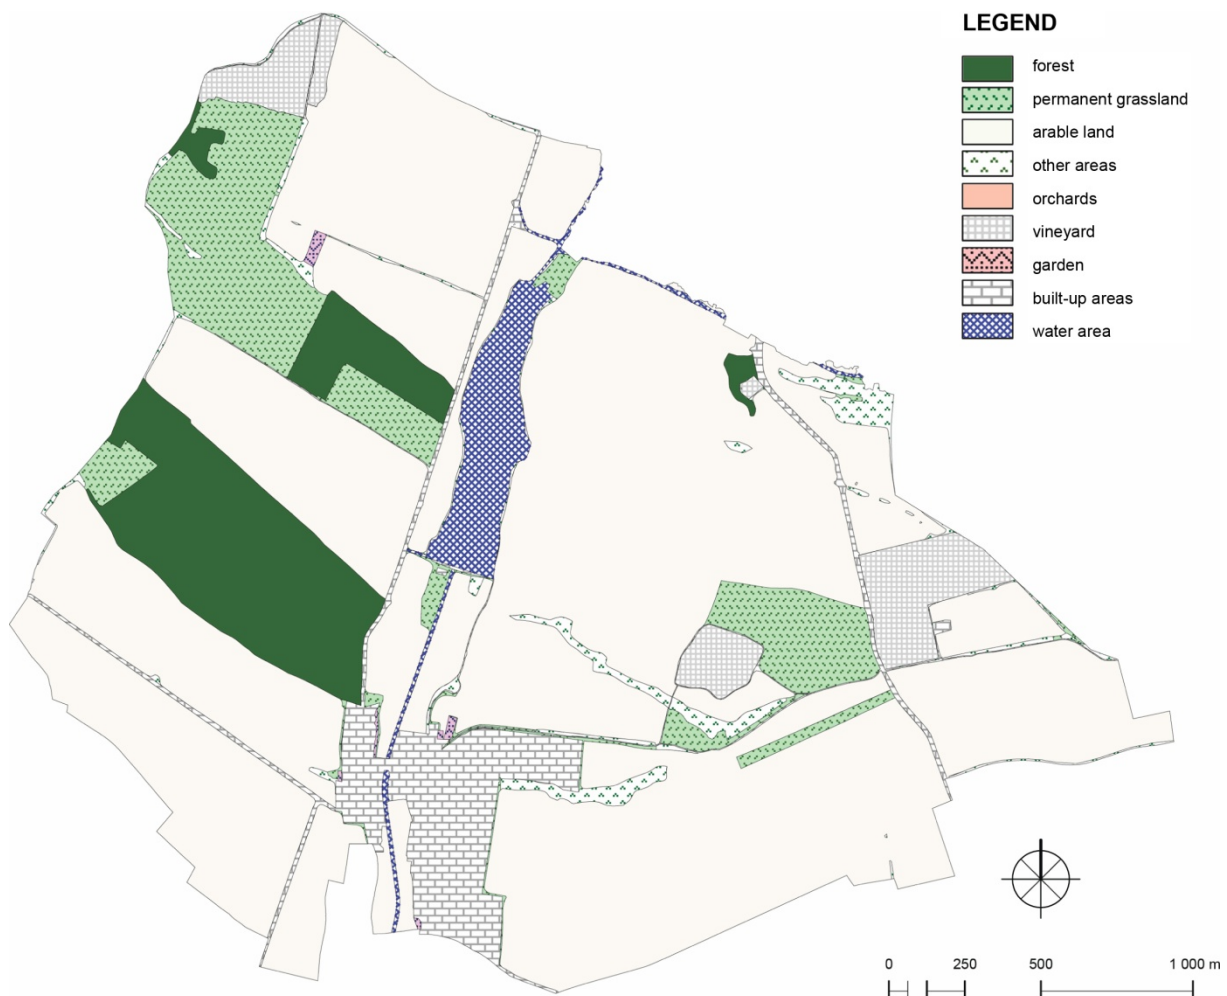 LEGEND
forest
permanent grassland
arable land
other areas
orchards
vineyard
garden
built-up areas
water area
0 250 500 1 000 m